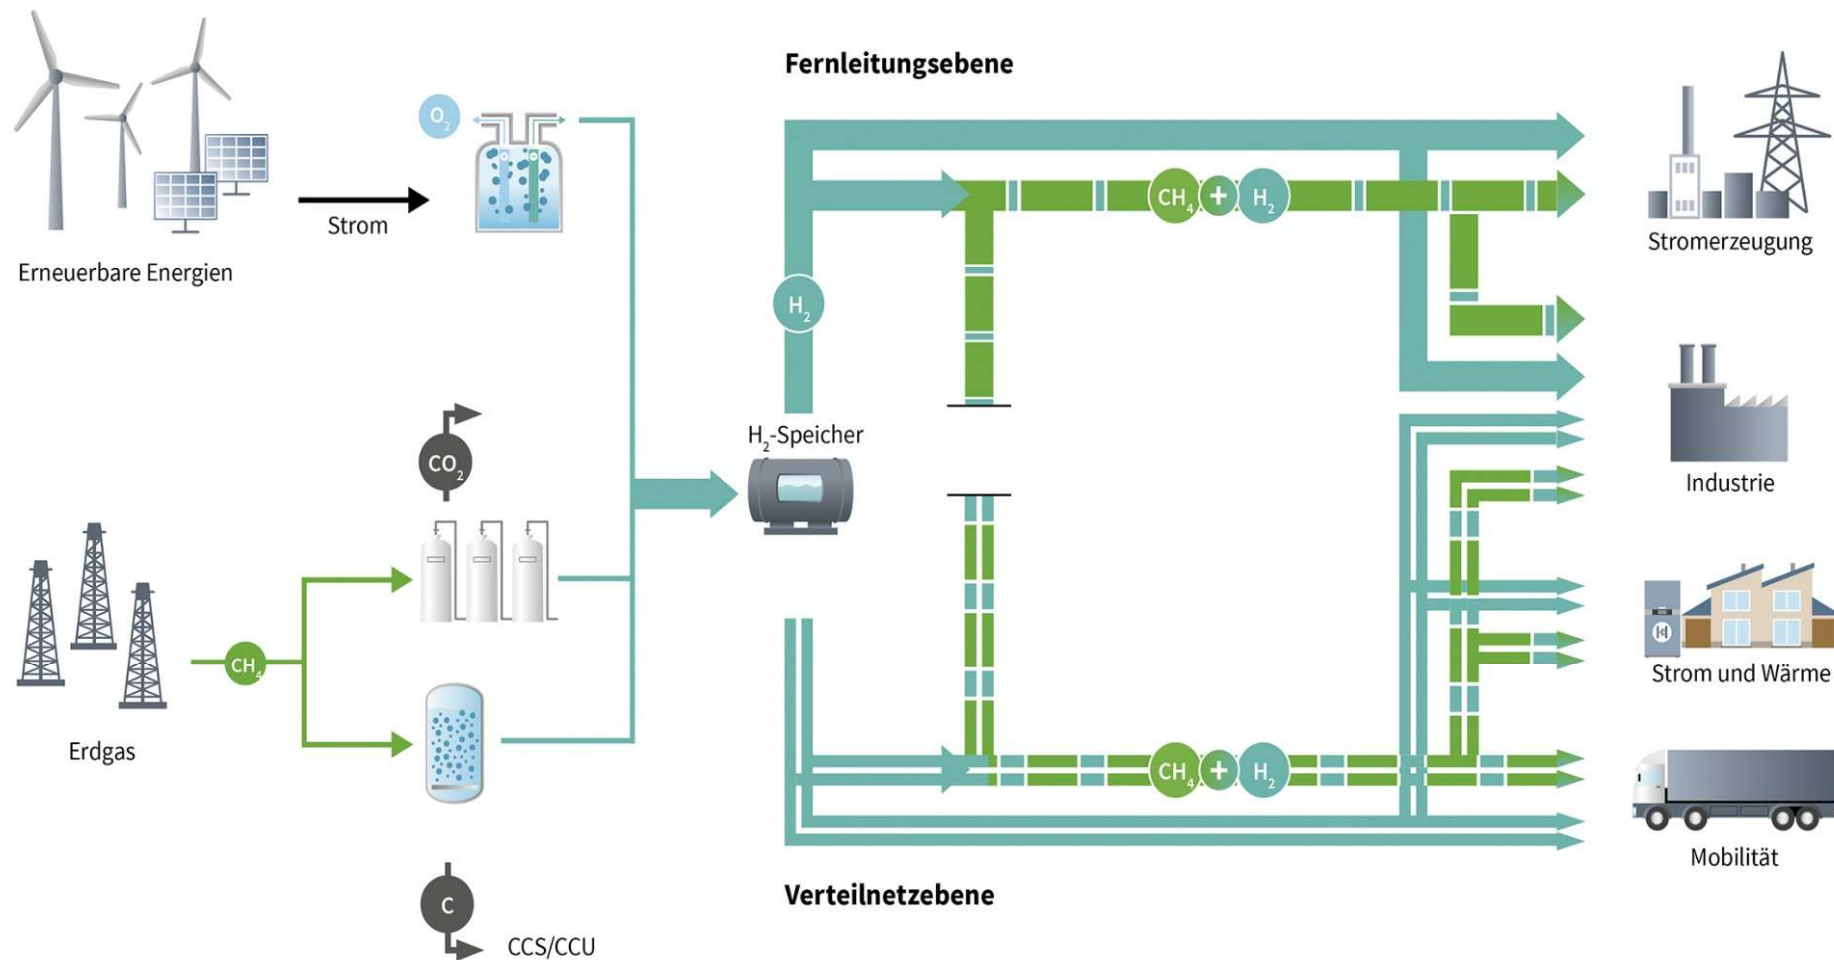 Fernleitungsebene
O₂
Strom
Erneuerbare Energien
CH₄ + H₂
Stromerzeugung
H₂
CO₂
H₂-Speicher
Industrie
CH₄
Erdgas
H₂
Strom und Wärme
CH₄ + H₂
Mobilität
Verteilnetzebene
C
CCS/CCU